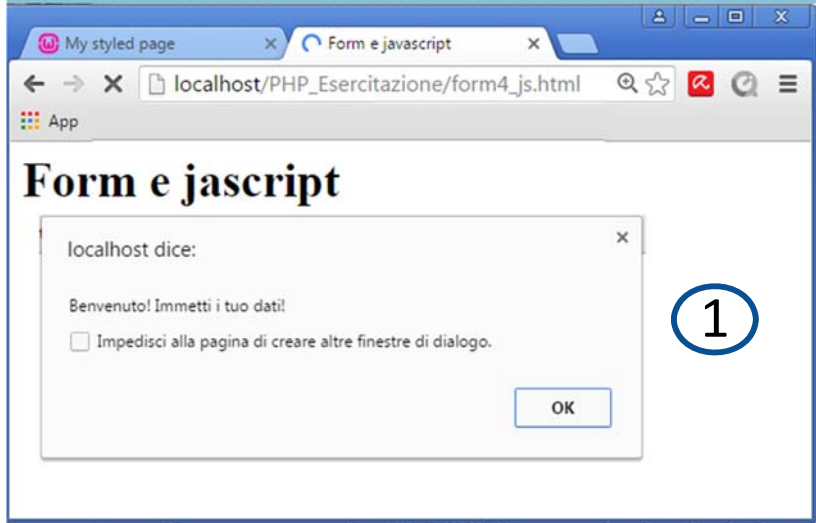 My styled page
Form e javascript
localhost/PHP_Esercitazione/form4_js.html
App
Form e jascript
localhost dice:
Benvenuto! Immetti i tuo dati!
Impedisci alla pagina di creare altre finestre di dialogo.
OK
1